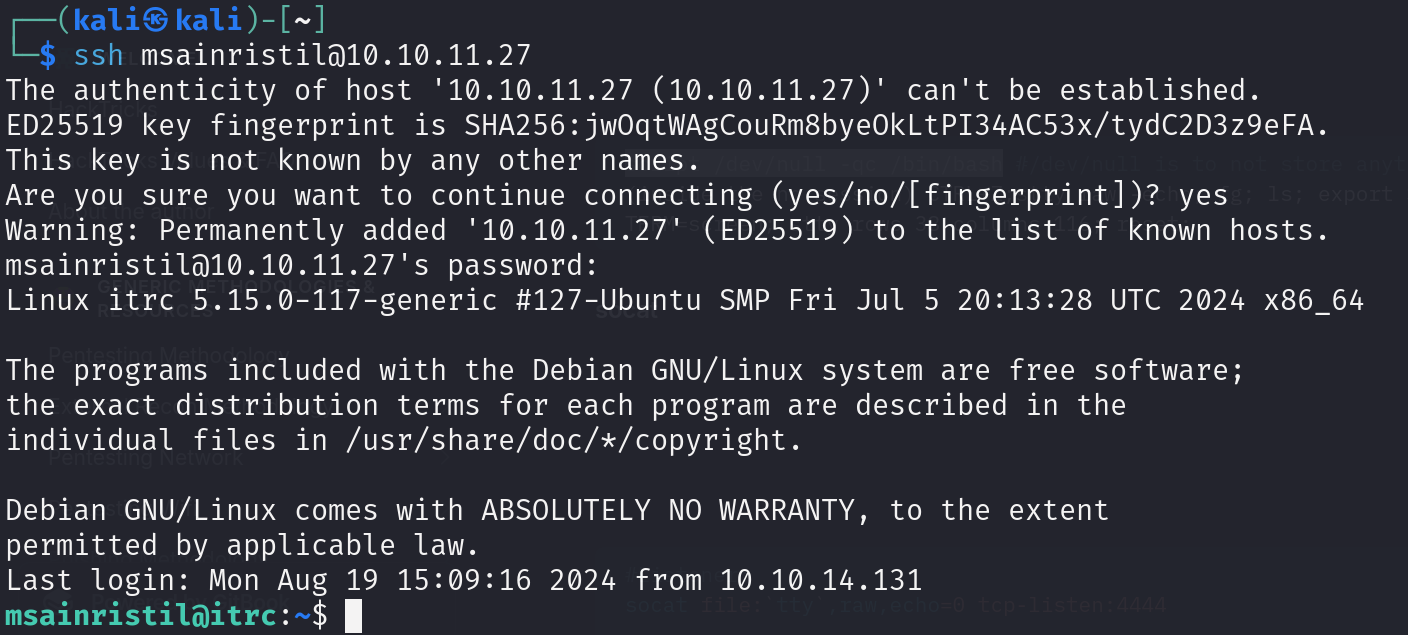 ┌──(kali㉿kali)-[~]
└─$ ssh msainristil@10.10.11.27
The authenticity of host '10.10.11.27 (10.10.11.27)' can't be established.
ED25519 key fingerprint is SHA256:jwOqtWAgCouRm8byeOkLtPI34AC53x/tydC2D3z9eFA.
This key is not known by any other names.
Are you sure you want to continue connecting (yes/no/[fingerprint])? yes
Warning: Permanently added '10.10.11.27' (ED25519) to the list of known hosts.
msainristil@10.10.11.27's password:
Linux itrc 5.15.0-117-generic #127-Ubuntu SMP Fri Jul 5 20:13:28 UTC 2024 x86_64
The programs included with the Debian GNU/Linux system are free software;
the exact distribution terms for each program are described in the
individual files in /usr/share/doc/*/copyright.
Debian GNU/Linux comes with ABSOLUTELY NO WARRANTY, to the extent
permitted by applicable law.
Last login: Mon Aug 19 15:09:16 2024 from 10.10.14.131
msainristil@itrc:~$